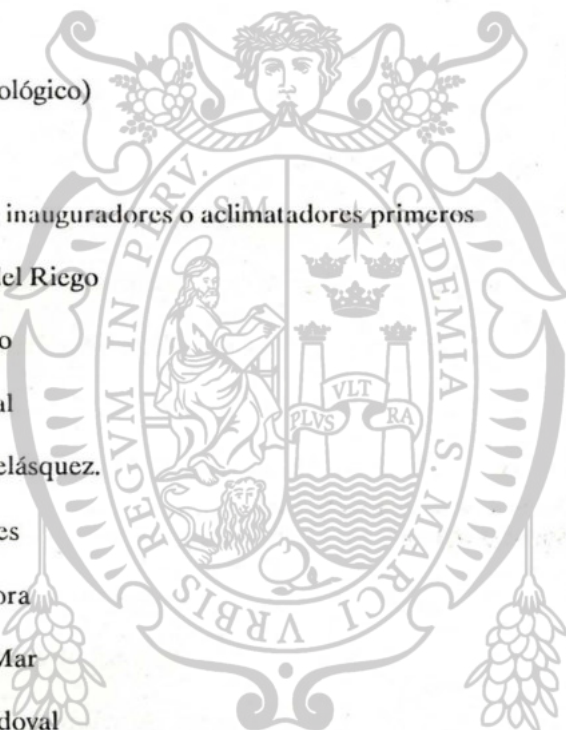 ológico)
inauguradores o aclimatadores primeros
el Riego
o
al
elásquez.
es
ora
Mar
doval
ACADEMIA S. MARCI VRBIS REGVM IN PERV.
S M
PLVS VLT RA